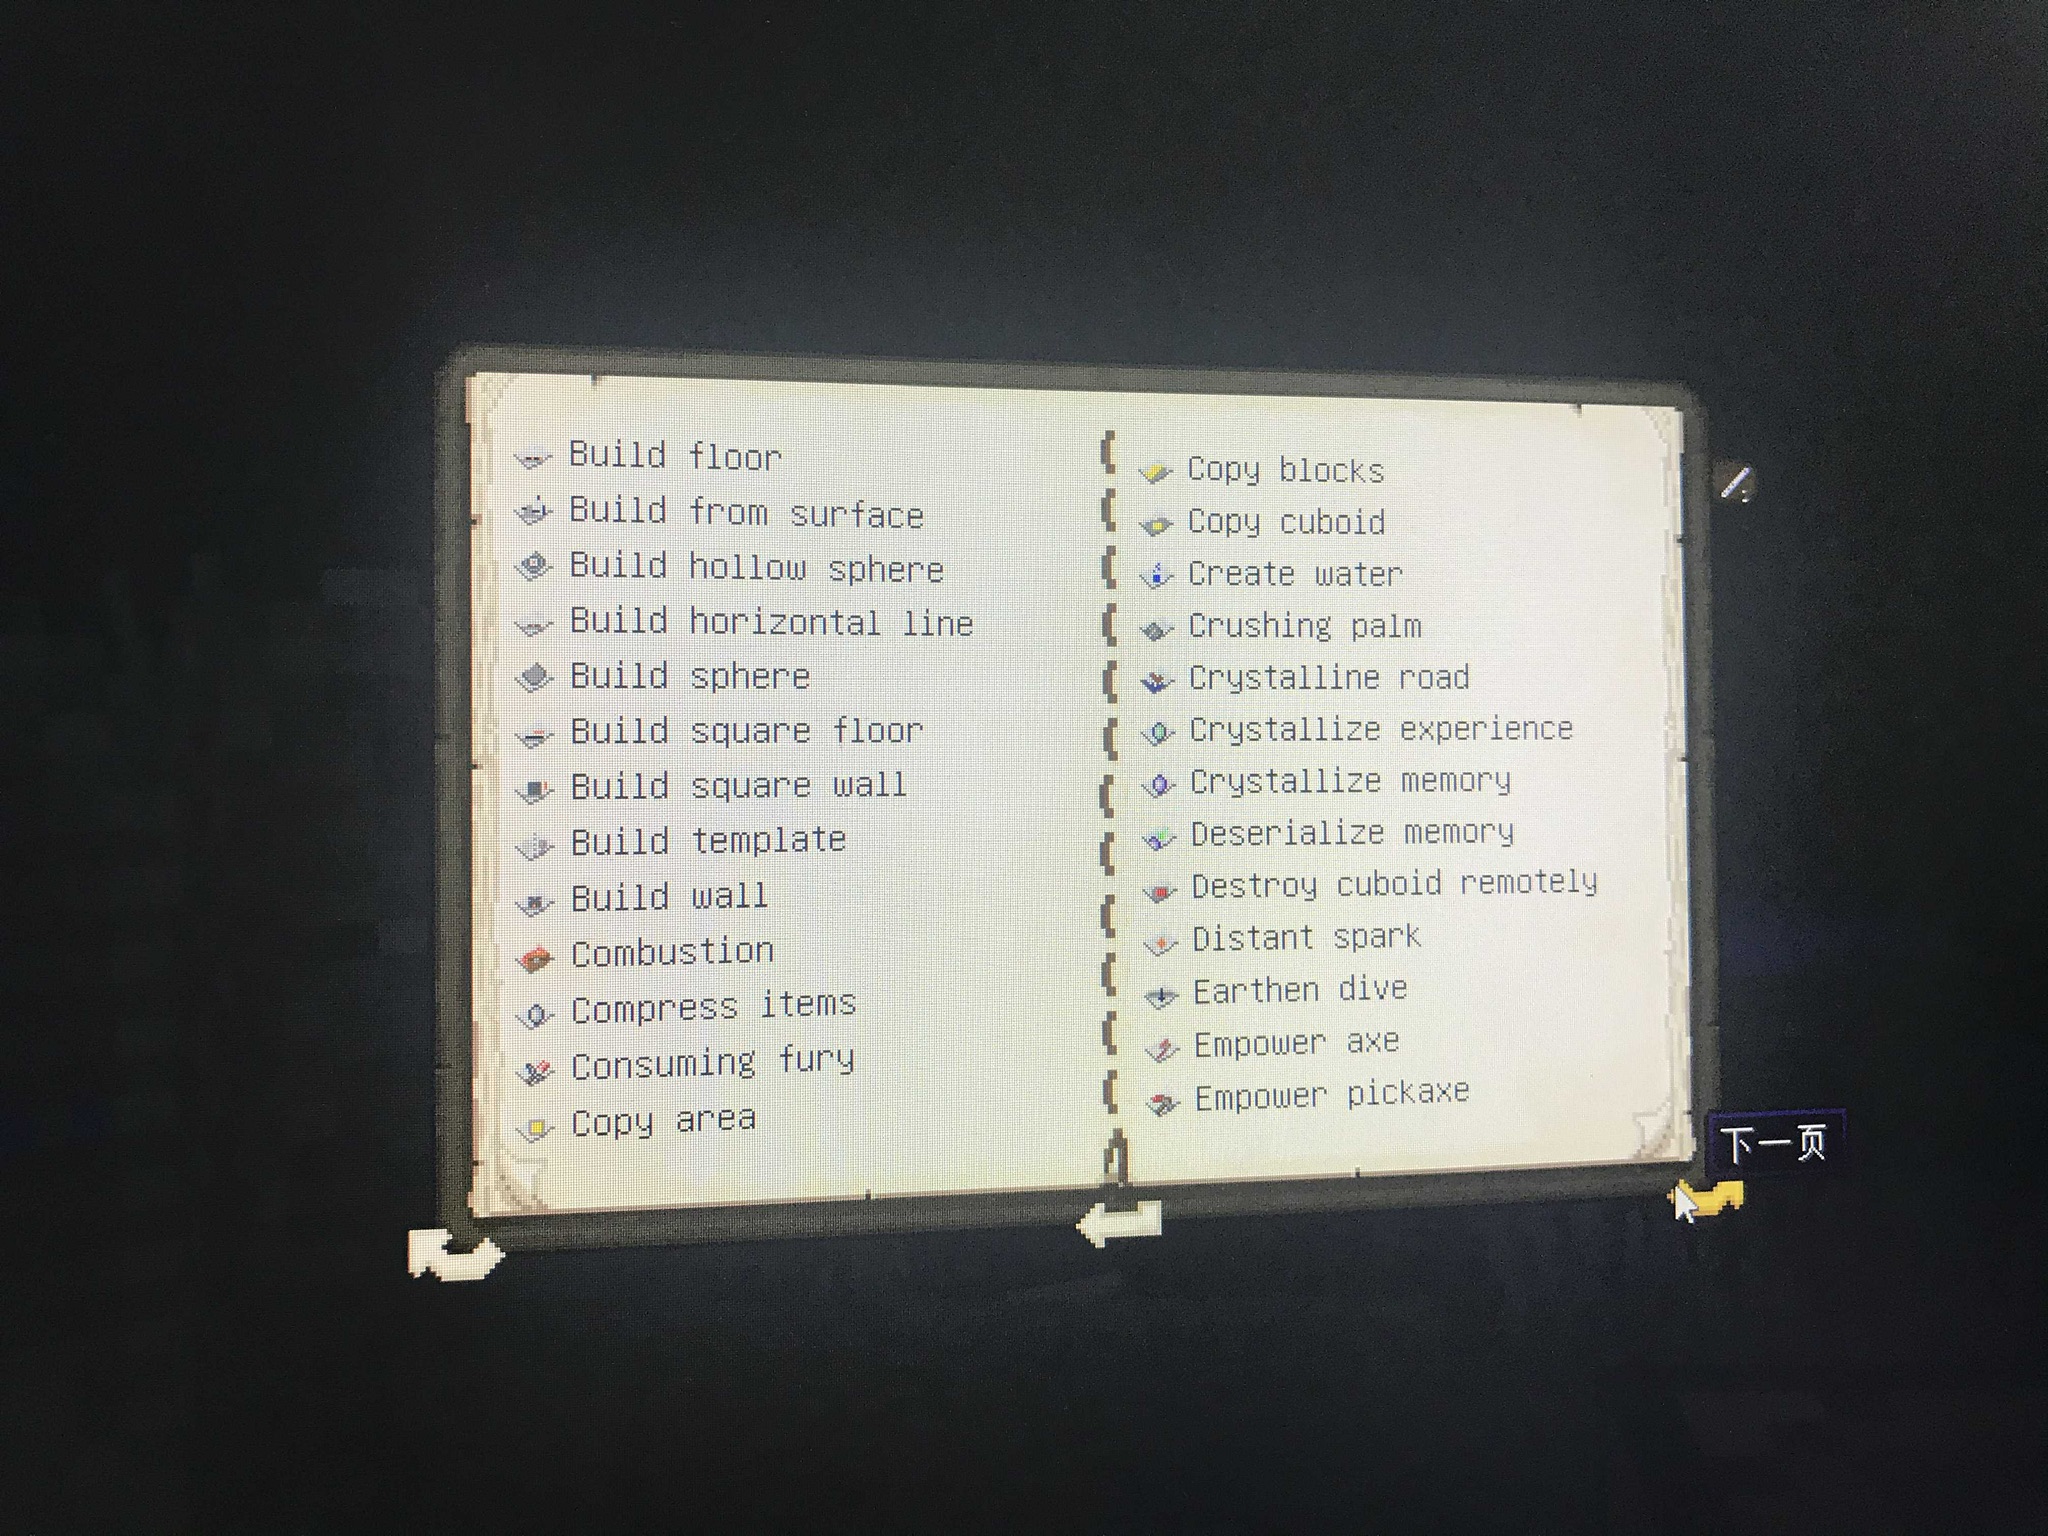 Build floor
Build from surface
Build hollow sphere
Build horizontal line
Build sphere
Build square floor
Build square wall
Build template
Build wall
Combustion
Compress items
Consuming fury
Copy area
Copy blocks
Copy cuboid
Create water
Crushing palm
Crystalline road
Crystallize experience
Crystallize memory
Deserialize memory
Destroy cuboid remotely
Distant spark
Earthen dive
Empower axe
Empower pickaxe
下一页